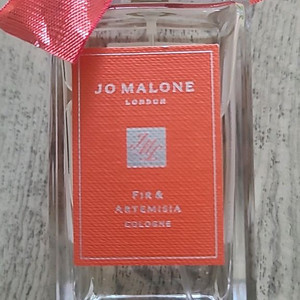 JO MALONE
LONDON
FIR &
ARTEMISIA
COLOGNE